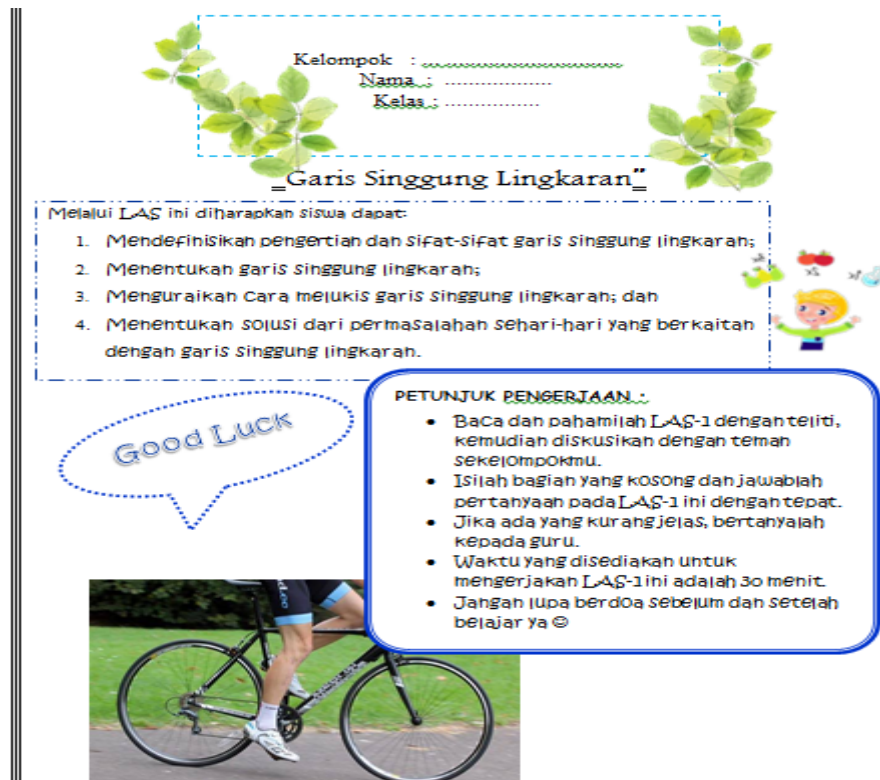 Kelompok : ..............................
Nama : ..................
Kelas : ................
"Garis Singgung Lingkaran"
Melalui LAS ini diharapkan siswa dapat:
1. Mendefinisikan pengertian dan sifat-sifat garis singgung lingkaran;
2. Menentukan garis singgung lingkaran;
3. Menguraikan Cara melukis garis singgung lingkaran; dan
4. Menentukan solusi dari permasalahan sehari-hari yang berkaitan
dengan garis singgung lingkaran.
Good Luck
PETUNJUK PENGERJAAN :
• Baca dan pahamilah LAS-1 dengan teliti,
kemudian diskusikan dengan teman
sekelompokmu.
• Isilah bagian yang kosong dan jawablah
pertanyaan pada LAS-1 ini dengan tepat.
• Jika ada yang kurang jelas, bertanyalah
kepada guru.
• Waktu yang disediakan untuk
mengerjakan LAS-1 ini adalah 30 menit.
• Jangan lupa berdoa sebelum dan setelah
belajar ya ☺